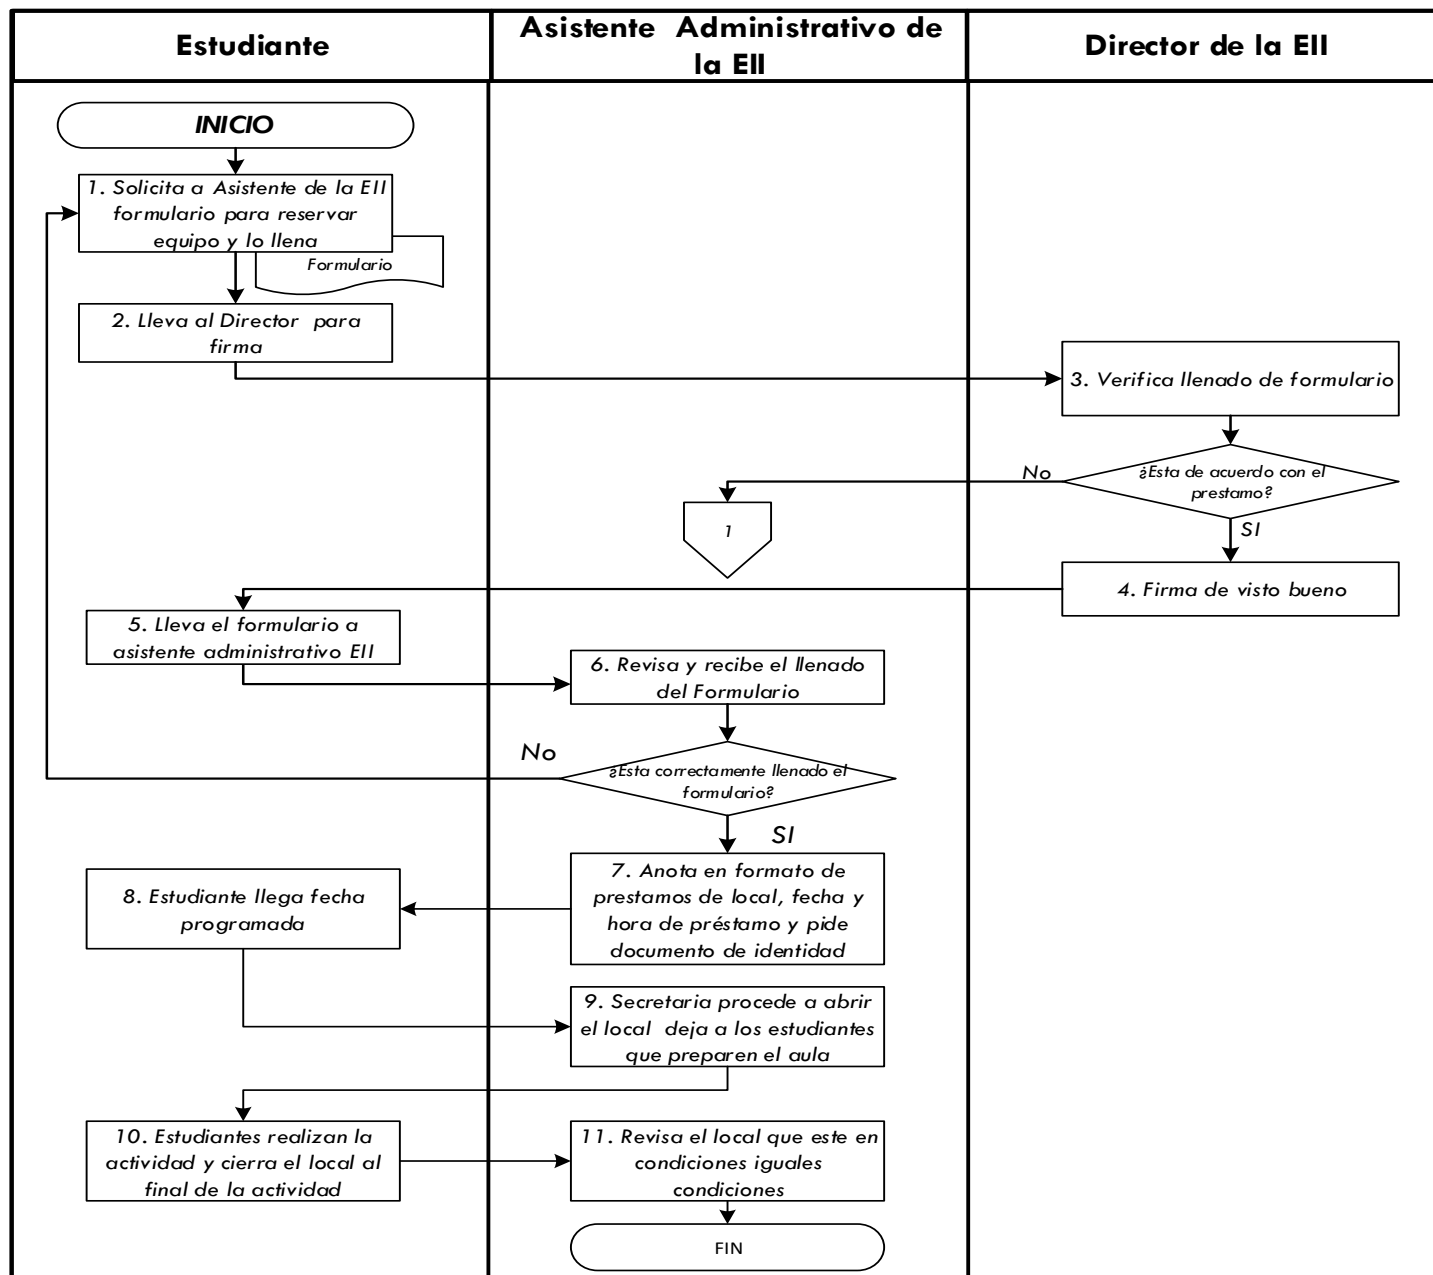 Estudiante
Asistente Administrativo de
la EII
Director de la EII
INICIO
1. Solicita a Asistente de la EII
formulario para reservar
equipo y lo llena
Formulario
2. Lleva al Director para
firma
3. Verifica llenado de formulario
¿Esta de acuerdo con el
prestamo?
No
SI
1
4. Firma de visto bueno
5. Lleva el formulario a
asistente administrativo EII
6. Revisa y recibe el llenado
del Formulario
No
¿Esta correctamente llenado el
formulario?
SI
7. Anota en formato de
prestamos de local, fecha y
hora de préstamo y pide
documento de identidad
8. Estudiante llega fecha
programada
9. Secretaria procede a abrir
el local deja a los estudiantes
que preparen el aula
10. Estudiantes realizan la
actividad y cierra el local al
final de la actividad
11. Revisa el local que este en
condiciones iguales
condiciones
FIN